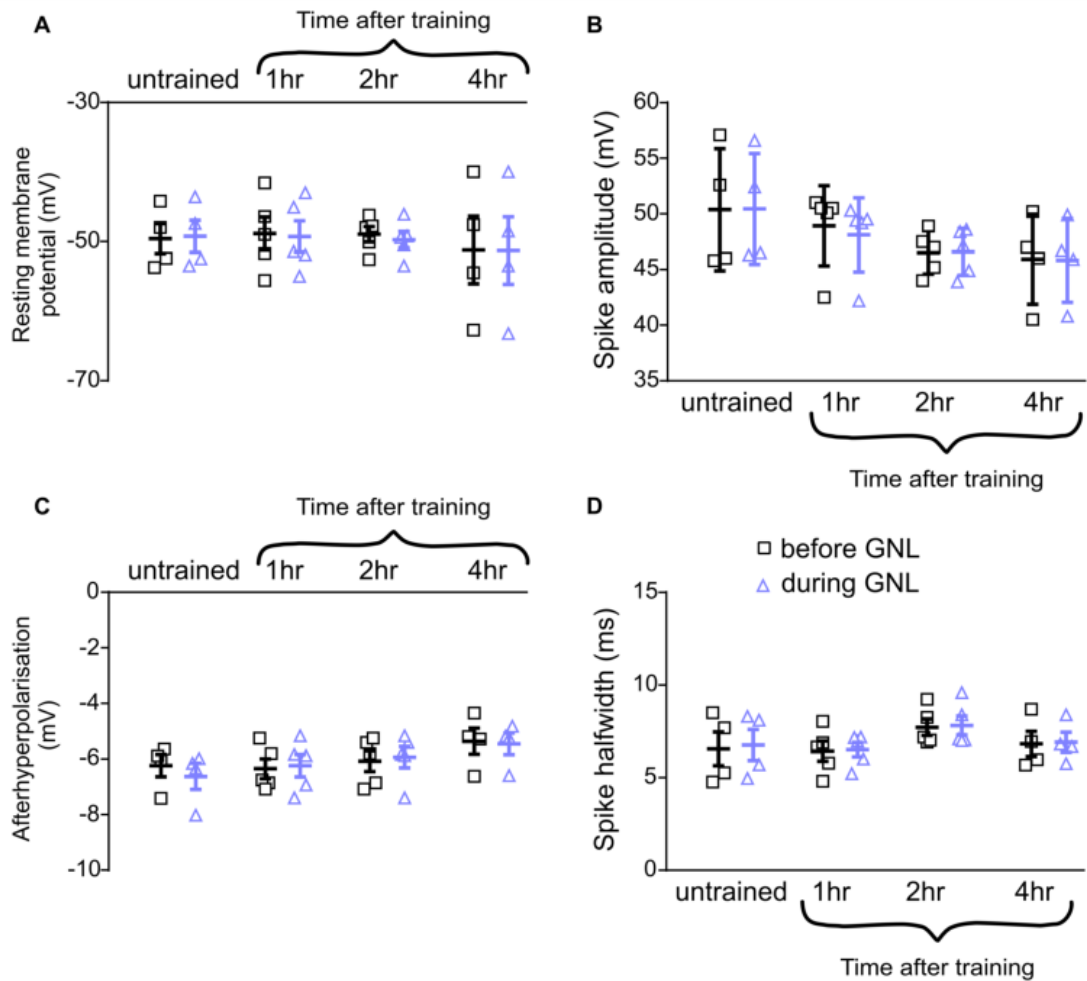 A
Time after training
untrained 1hr 2hr 4hr
-30
-50
-70
Resting membrane
potential (mV)
B
60
55
50
45
40
35
Spike amplitude (mV)
untrained 1hr 2hr 4hr
Time after training
C
Time after training
untrained 1hr 2hr 4hr
0
-2
-4
-6
-8
-10
Afterhyperpolarisation
(mV)
D
before GNL
during GNL
15
10
5
0
Spike halfwidth (ms)
untrained 1hr 2hr 4hr
Time after training